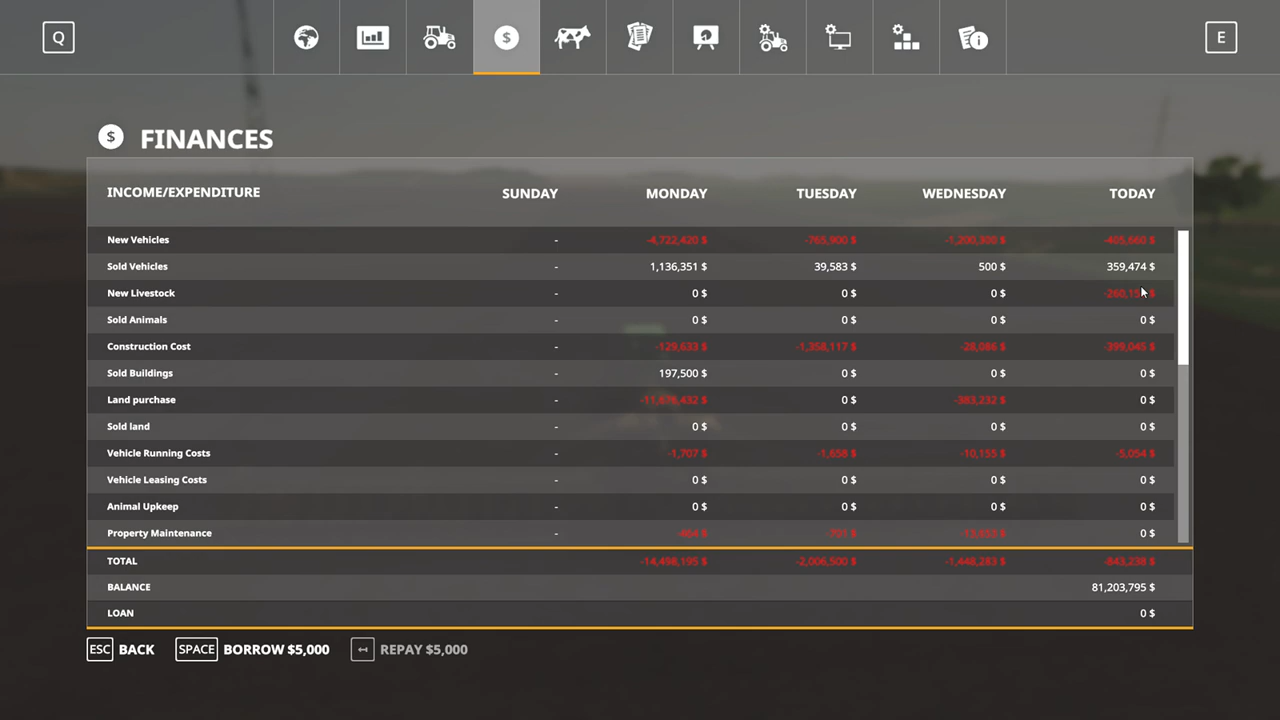 Q E
$ FINANCES
INCOME/EXPENDITURE SUNDAY MONDAY TUESDAY WEDNESDAY TODAY
New Vehicles - -4,722,420 $ -765,900 $ -1,200,300 $ -405,660 $
Sold Vehicles - 1,136,351 $ 39,583 $ 500 $ 359,474 $
New Livestock - 0 $ 0 $ 0 $
Sold Animals - 0 $ 0 $ 0 $ 0 $
Construction Cost - -129,633 $ -1,358,117 $ -28,086 $ -399,045 $
Sold Buildings - 197,500 $ 0 $ 0 $ 0 $
Land purchase - 0 $ -383,232 $ 0 $
Sold land - 0 $ 0 $ 0 $ 0 $
Vehicle Running Costs - -1,707 $ -1,658 $ -10,155 $ -5,054 $
Vehicle Leasing Costs - 0 $ 0 $ 0 $ 0 $
Animal Upkeep - 0 $ 0 $ 0 $ 0 $
Property Maintenance - 0 $
TOTAL -14,498,195 $ -2,006,500 $ -1,448,283 $ -843,238 $
BALANCE 81,203,795 $
LOAN 0 $
ESC BACK SPACE BORROW $5,000 ↔ REPAY $5,000